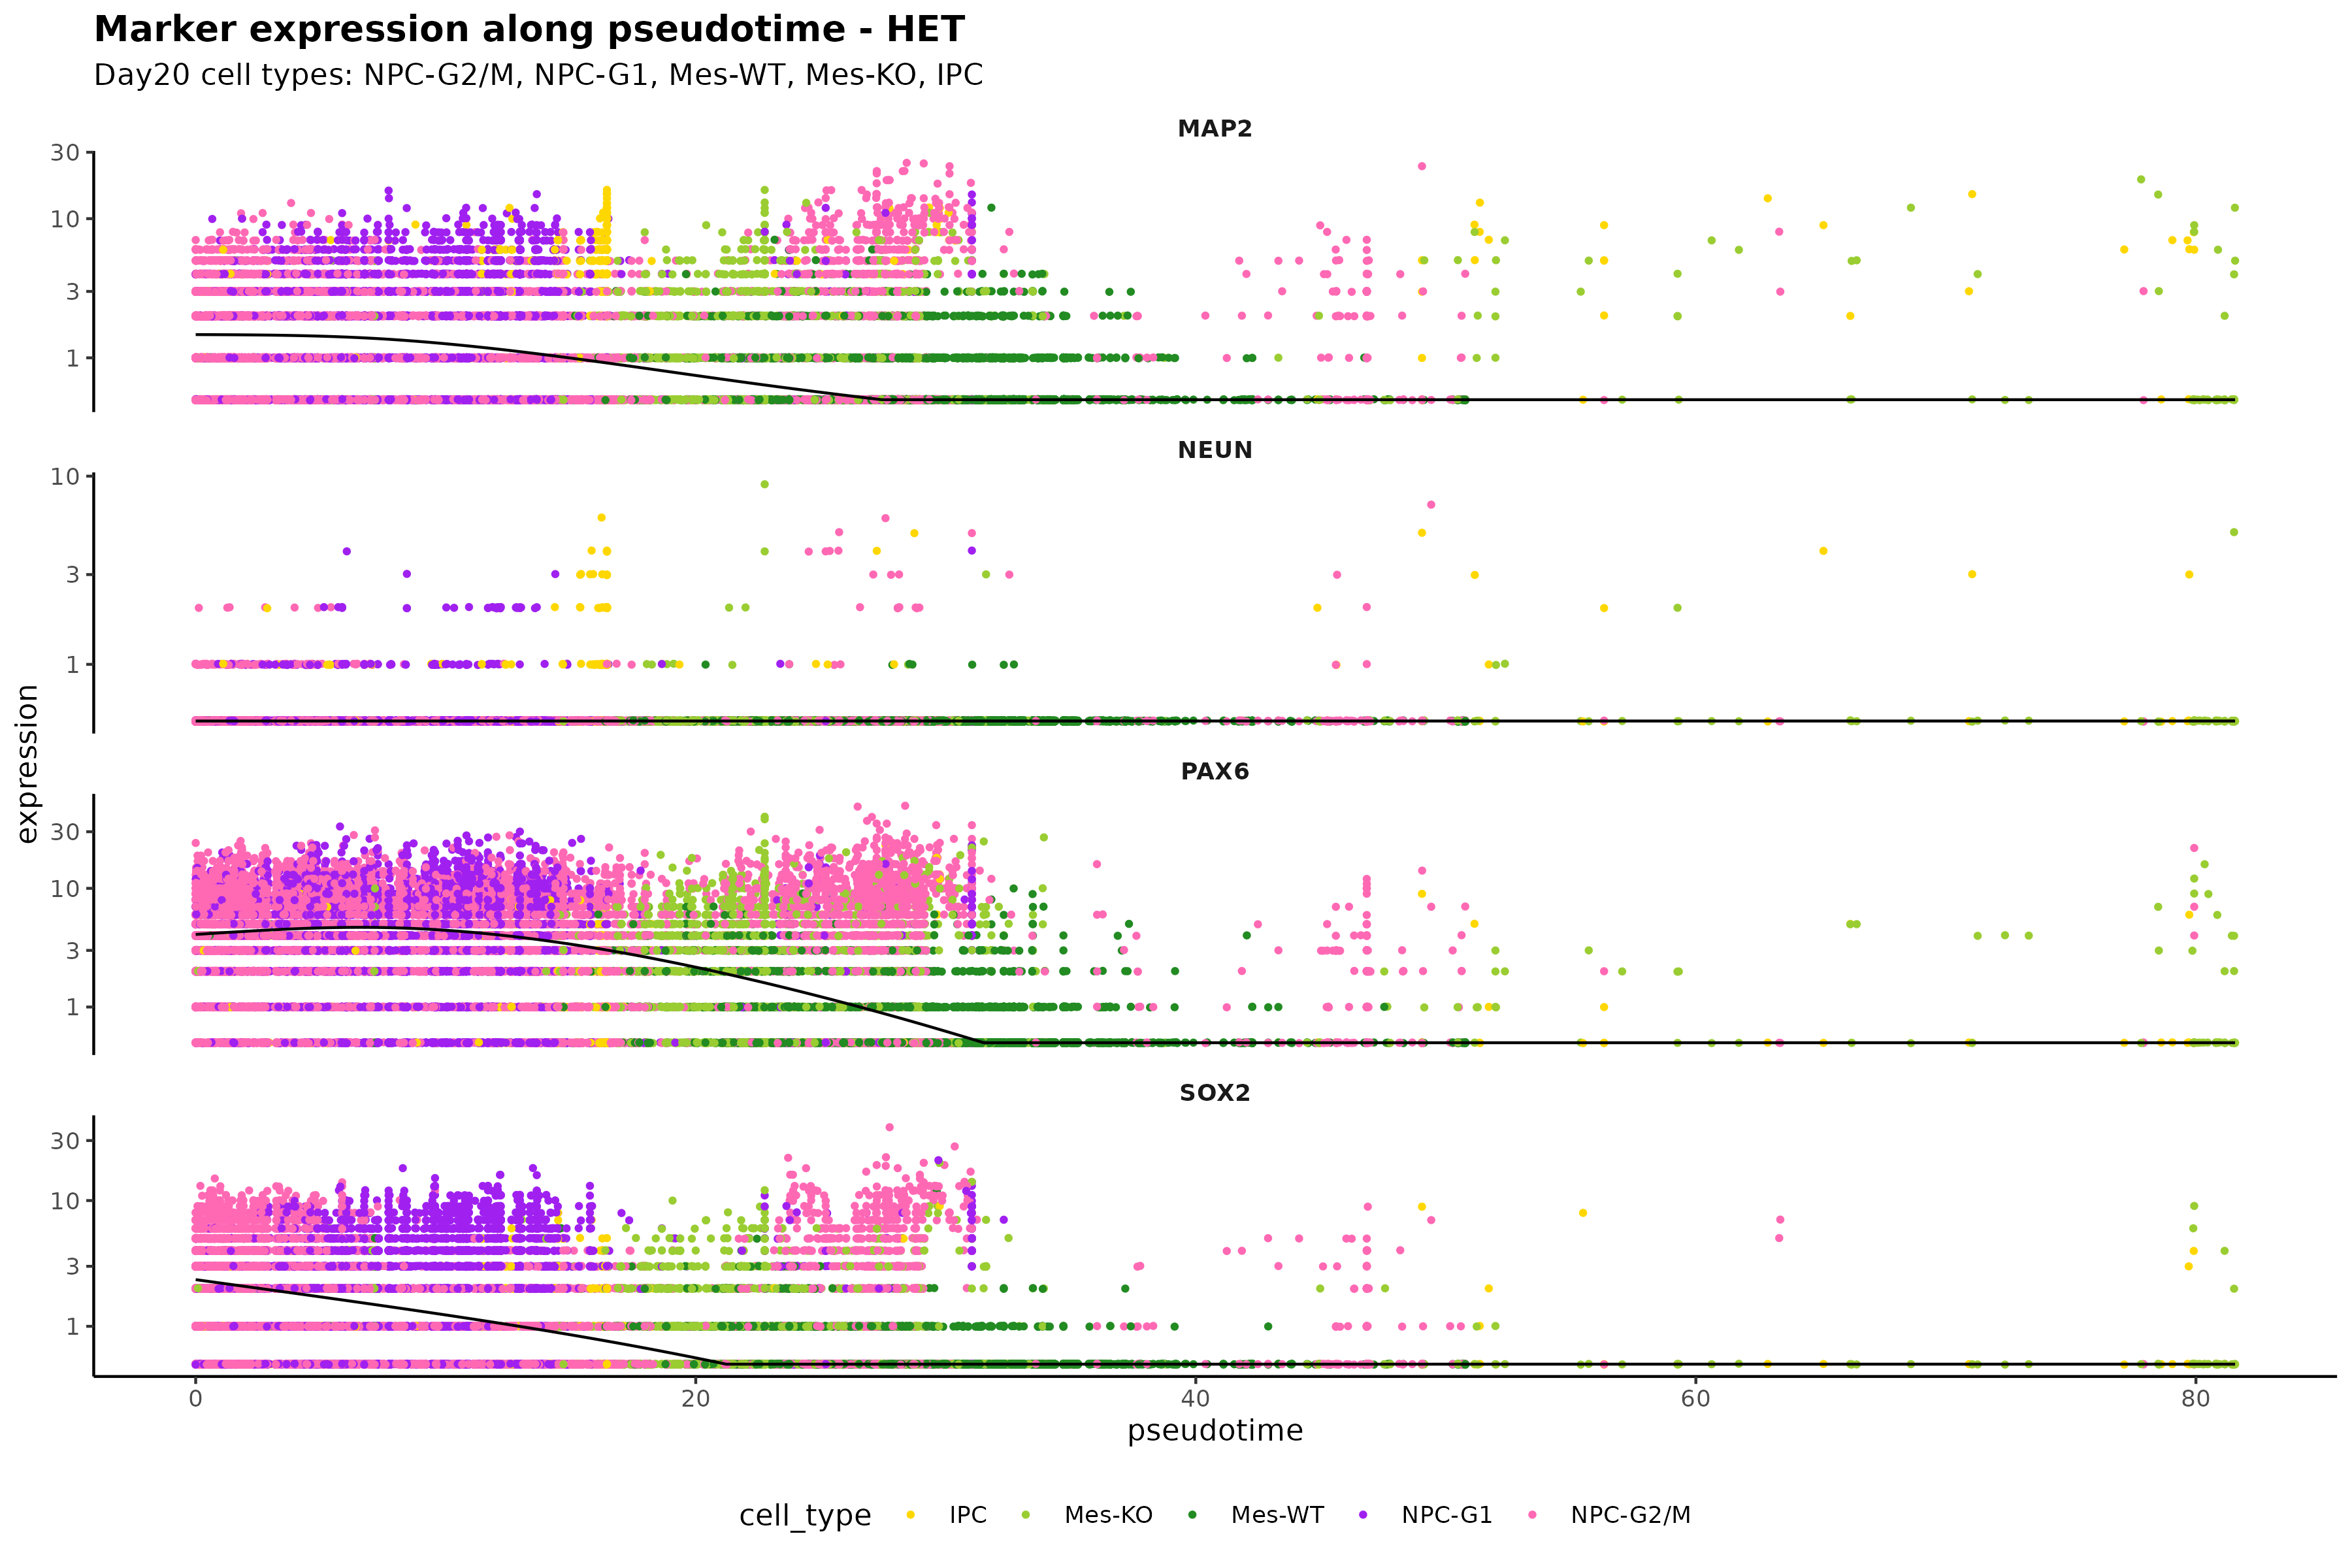 Marker expression along pseudotime - HET
Day20 cell types: NPC-G2/M, NPC-G1, Mes-WT, Mes-KO, IPC
MAP2
30
10
3
1
NEUN
10
3
1
expression
PAX6
30
10
3
1
SOX2
30
10
3
1
0 20 40 60 80
pseudotime
cell_type IPC Mes-KO Mes-WT NPC-G1 NPC-G2/M